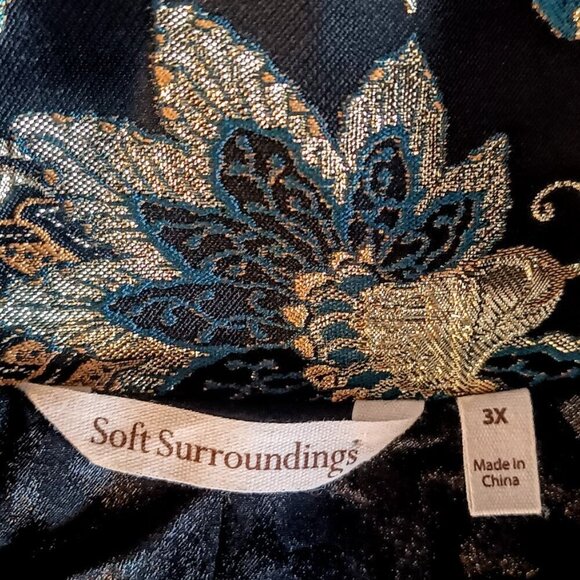 Soft Surroundings
3X
Made in
China